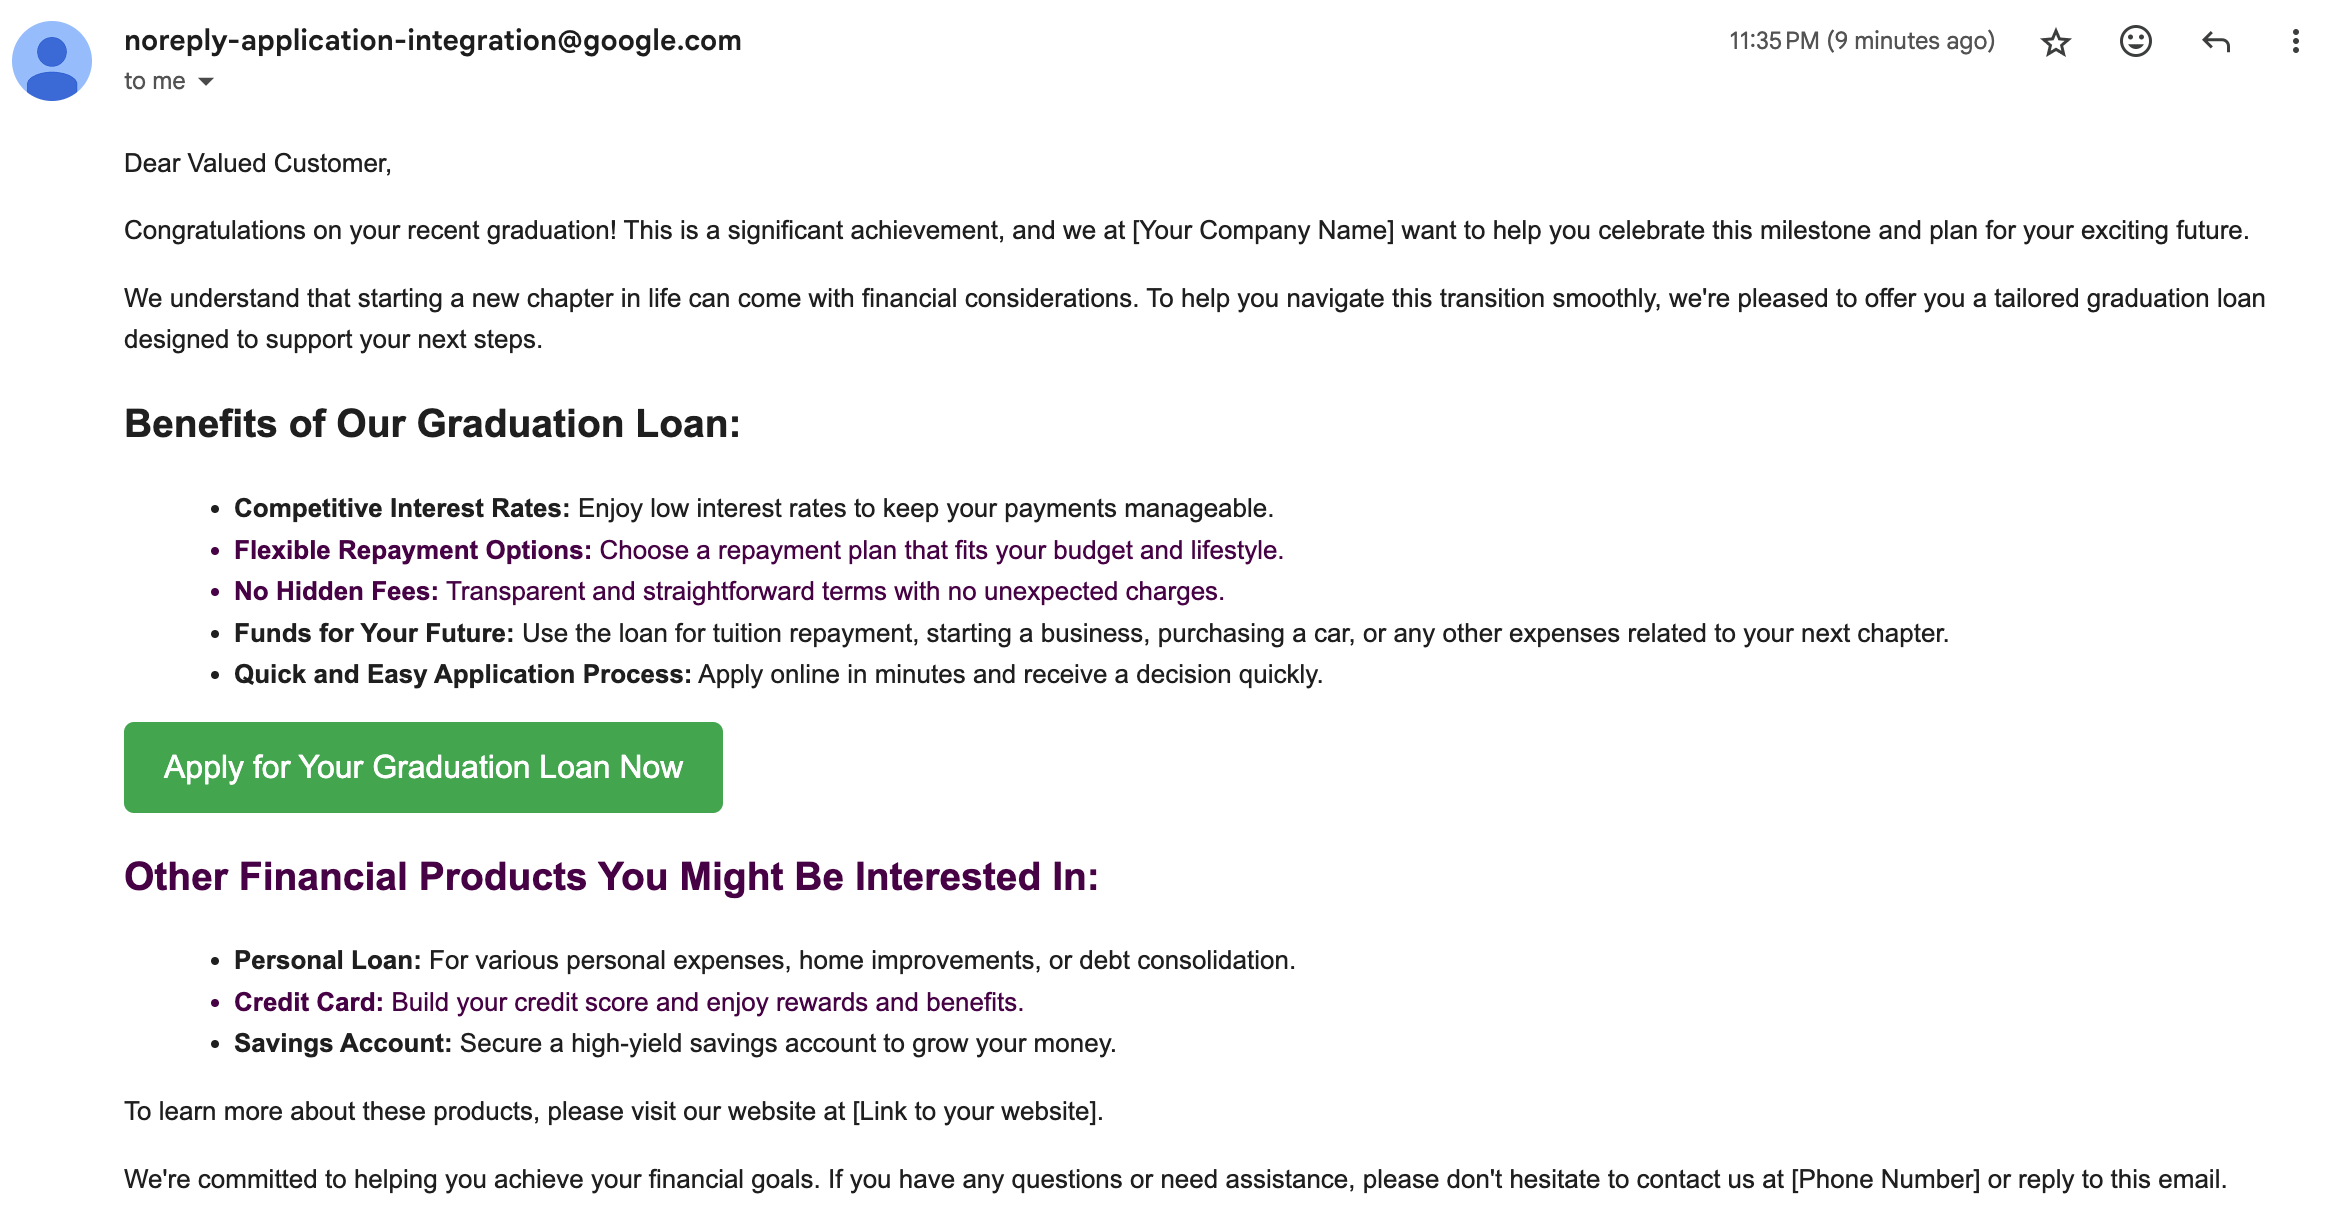 noreply-application-integration@google.com
11:35 PM (9 minutes ago)
to me
Dear Valued Customer,
Congratulations on your recent graduation! This is a significant achievement, and we at [Your Company Name] want to help you celebrate this milestone and plan for your exciting future.
We understand that starting a new chapter in life can come with financial considerations. To help you navigate this transition smoothly, we're pleased to offer you a tailored graduation loan
designed to support your next steps.
Benefits of Our Graduation Loan:
• Competitive Interest Rates: Enjoy low interest rates to keep your payments manageable.
• Flexible Repayment Options: Choose a repayment plan that fits your budget and lifestyle.
• No Hidden Fees: Transparent and straightforward terms with no unexpected charges.
• Funds for Your Future: Use the loan for tuition repayment, starting a business, purchasing a car, or any other expenses related to your next chapter.
• Quick and Easy Application Process: Apply online in minutes and receive a decision quickly.
Apply for Your Graduation Loan Now
Other Financial Products You Might Be Interested In:
• Personal Loan: For various personal expenses, home improvements, or debt consolidation.
• Credit Card: Build your credit score and enjoy rewards and benefits.
• Savings Account: Secure a high-yield savings account to grow your money.
To learn more about these products, please visit our website at [Link to your website].
We're committed to helping you achieve your financial goals. If you have any questions or need assistance, please don't hesitate to contact us at [Phone Number] or reply to this email.